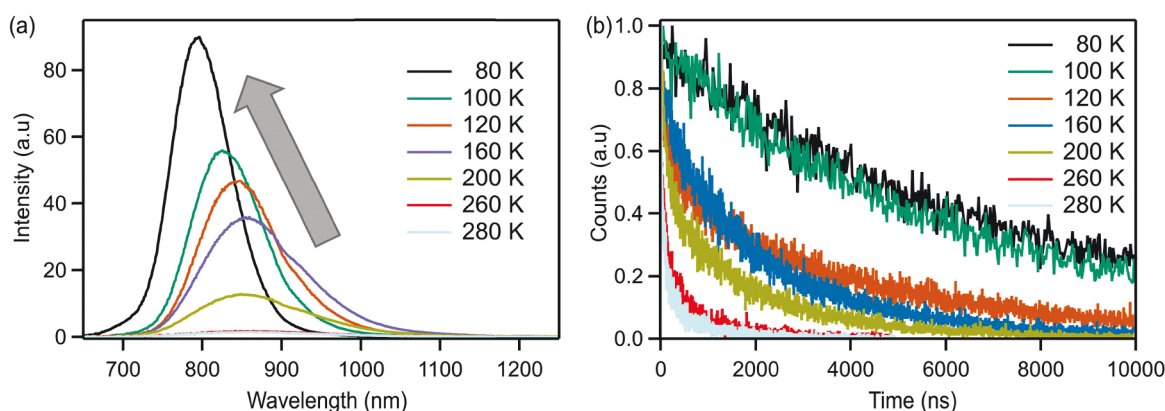 (a)
80
60
40
20
0
Intensity (a.u)
700 800 900 1000 1100 1200
Wavelength (nm)
80 K
100 K
120 K
160 K
200 K
260 K
280 K
(b)
1.0
0.8
0.6
0.4
0.2
0.0
Counts (a.u)
0 2000 4000 6000 8000 10000
Time (ns)
80 K
100 K
120 K
160 K
200 K
260 K
280 K